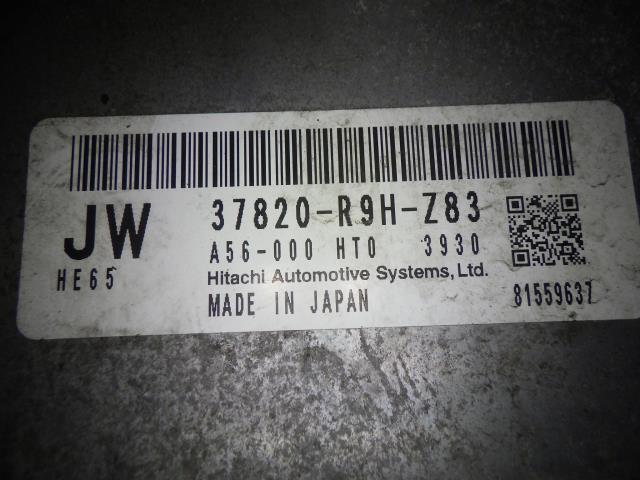 JW 37820-R9H-Z83
A56-000 HT0 3930
HE65 Hitachi Automotive Systems, Ltd.
MADE IN JAPAN 81559637